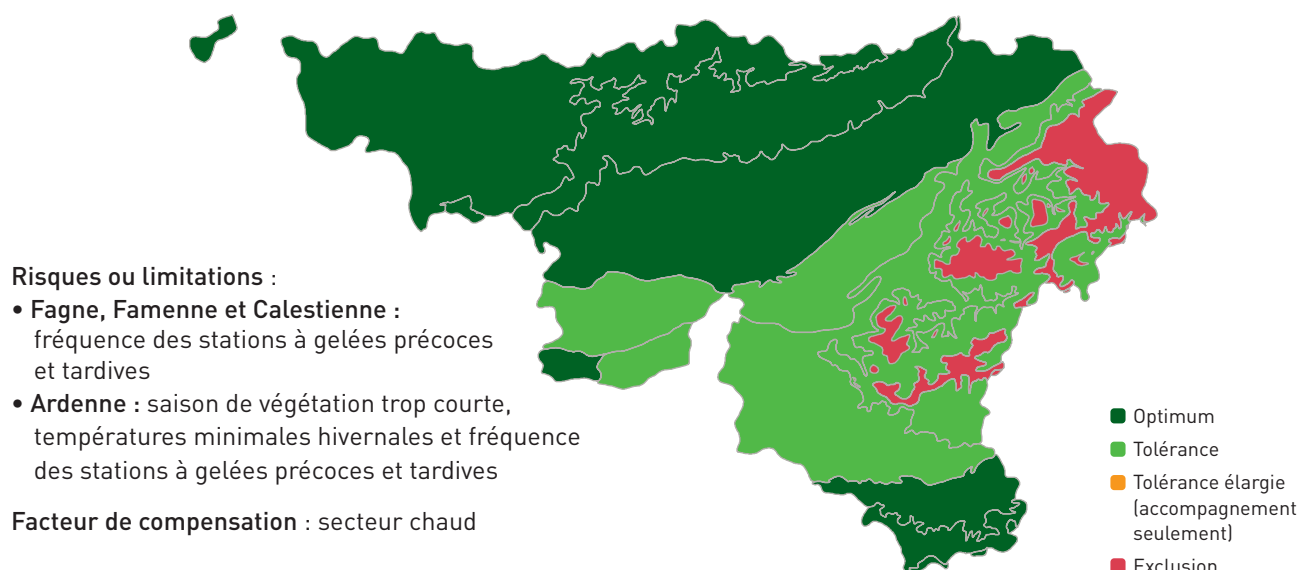 Risques ou limitations :
• Fagne, Famenne et Calestienne :
fréquence des stations à gelées précoces
et tardives
• Ardenne : saison de végétation trop courte,
températures minimales hivernales et fréquence
des stations à gelées précoces et tardives
Facteur de compensation : secteur chaud
Optimum
Tolérance
Tolérance élargie
(accompagnement
seulement)
Exclusion